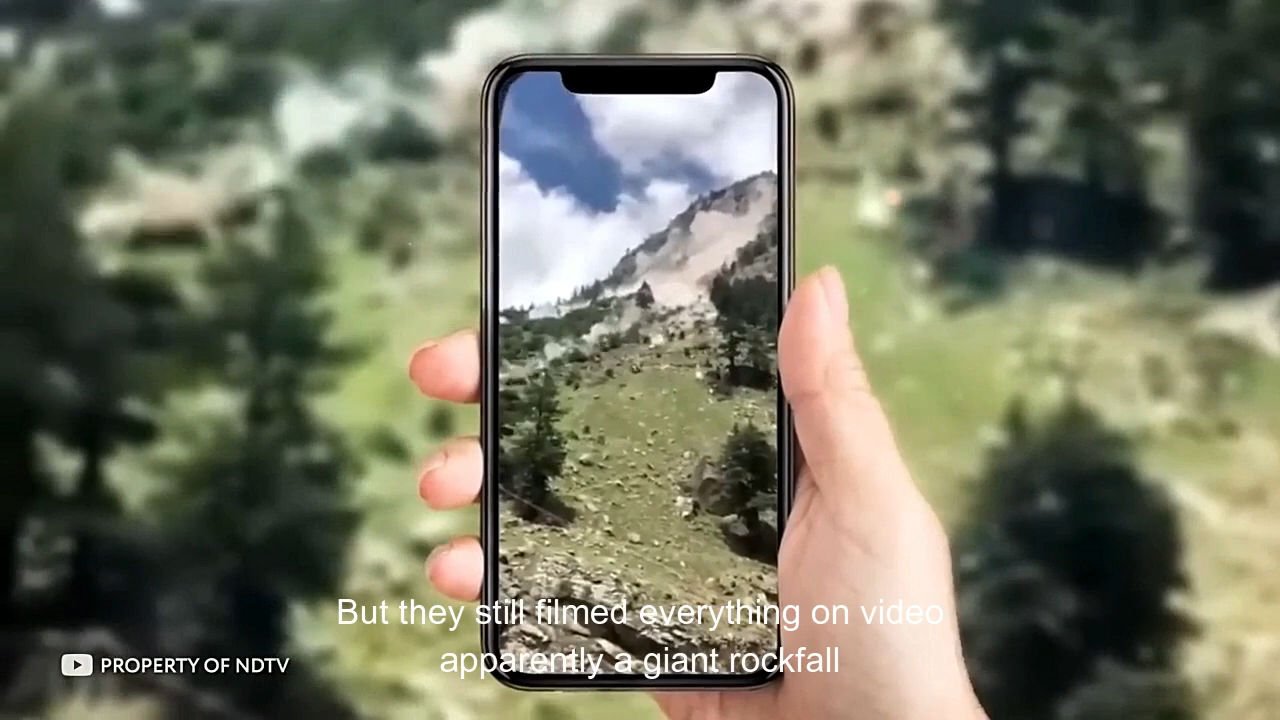 But they still filmed everything on video
apparently a giant rockfall
PROPERTY OF NDTV